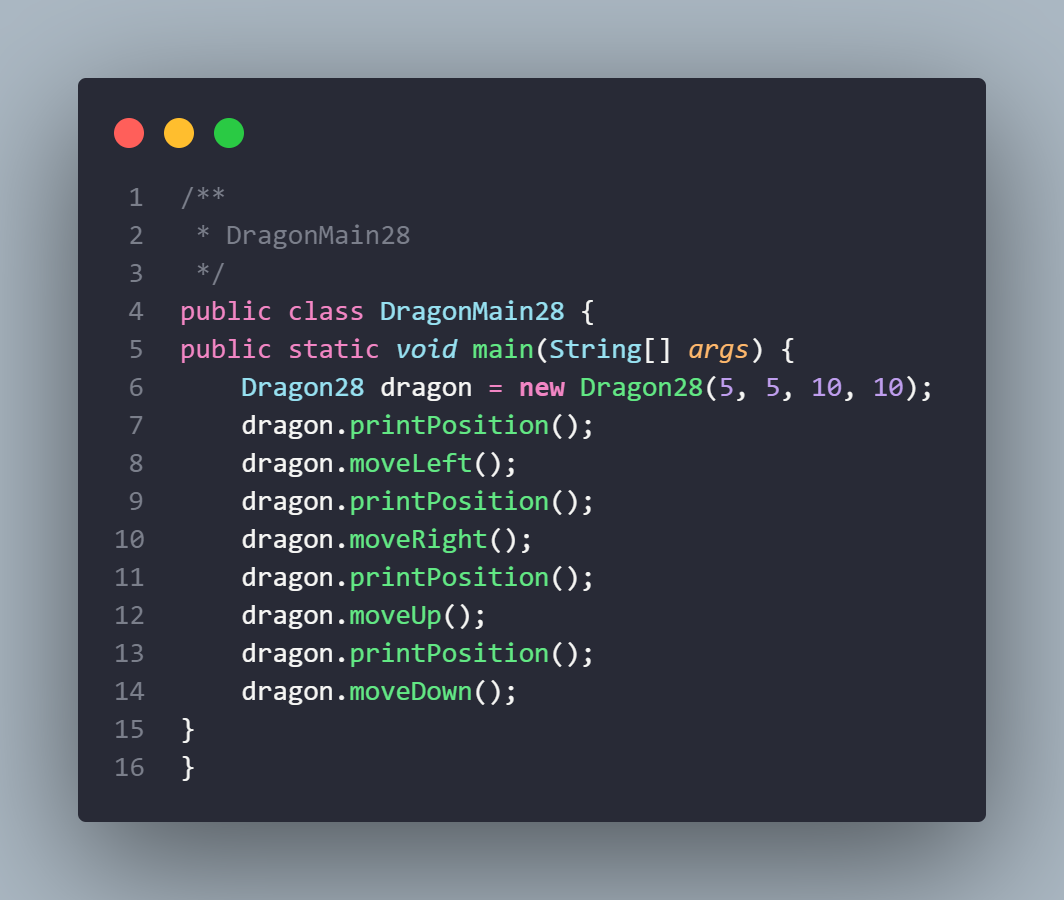 1 /**
2  * DragonMain28
3  */
4 public class DragonMain28 {
5 public static void main(String[] args) {
6     Dragon28 dragon = new Dragon28(5, 5, 10, 10);
7     dragon.printPosition();
8     dragon.moveLeft();
9     dragon.printPosition();
10     dragon.moveRight();
11     dragon.printPosition();
12     dragon.moveUp();
13     dragon.printPosition();
14     dragon.moveDown();
15 }
16 }